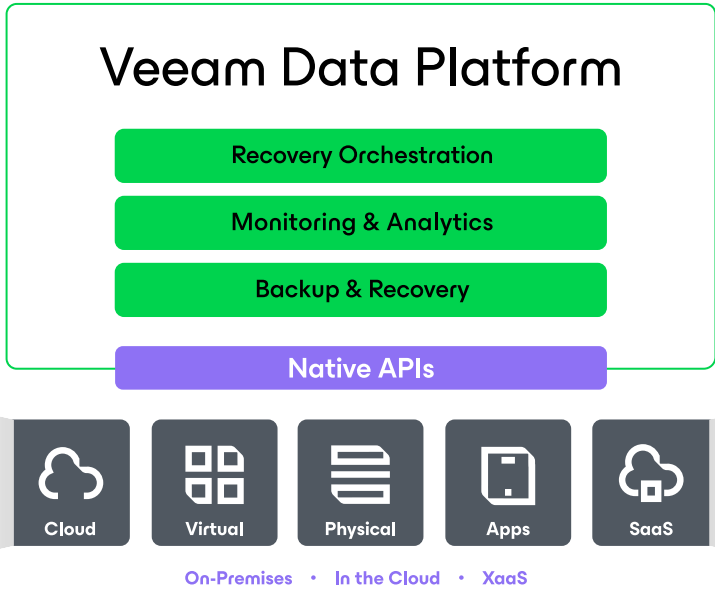 Veeam Data Platform
Recovery Orchestration
Monitoring & Analytics
Backup & Recovery
Native APIs
Cloud Virtual Physical Apps SaaS
On-Premises • In the Cloud • XaaS